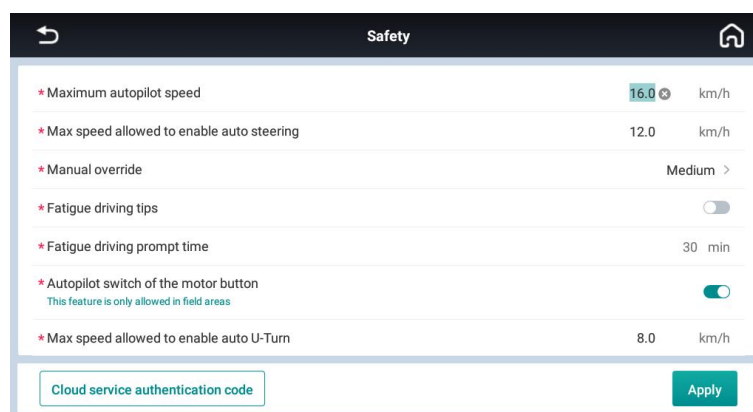 Safety
* Maximum autopilot speed 16.0 km/h
* Max speed allowed to enable auto steering 12.0 km/h
* Manual override Medium >
* Fatigue driving tips
* Fatigue driving prompt time 30 min
* Autopilot switch of the motor button
This feature is only allowed in field areas
* Max speed allowed to enable auto U-Turn 8.0 km/h
Cloud service authentication code Apply